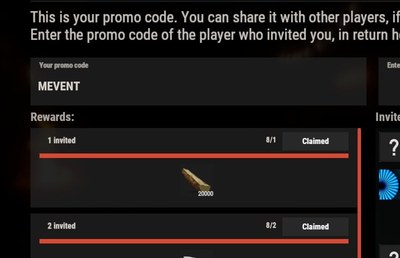 This is your promo code. You can share it with other players, if
Enter the promo code of the player who invited you, in return
Your promo code
MEVENT
Rewards:
1 invited 8/1 Claimed
20000
2 invited 8/2 Claimed
?